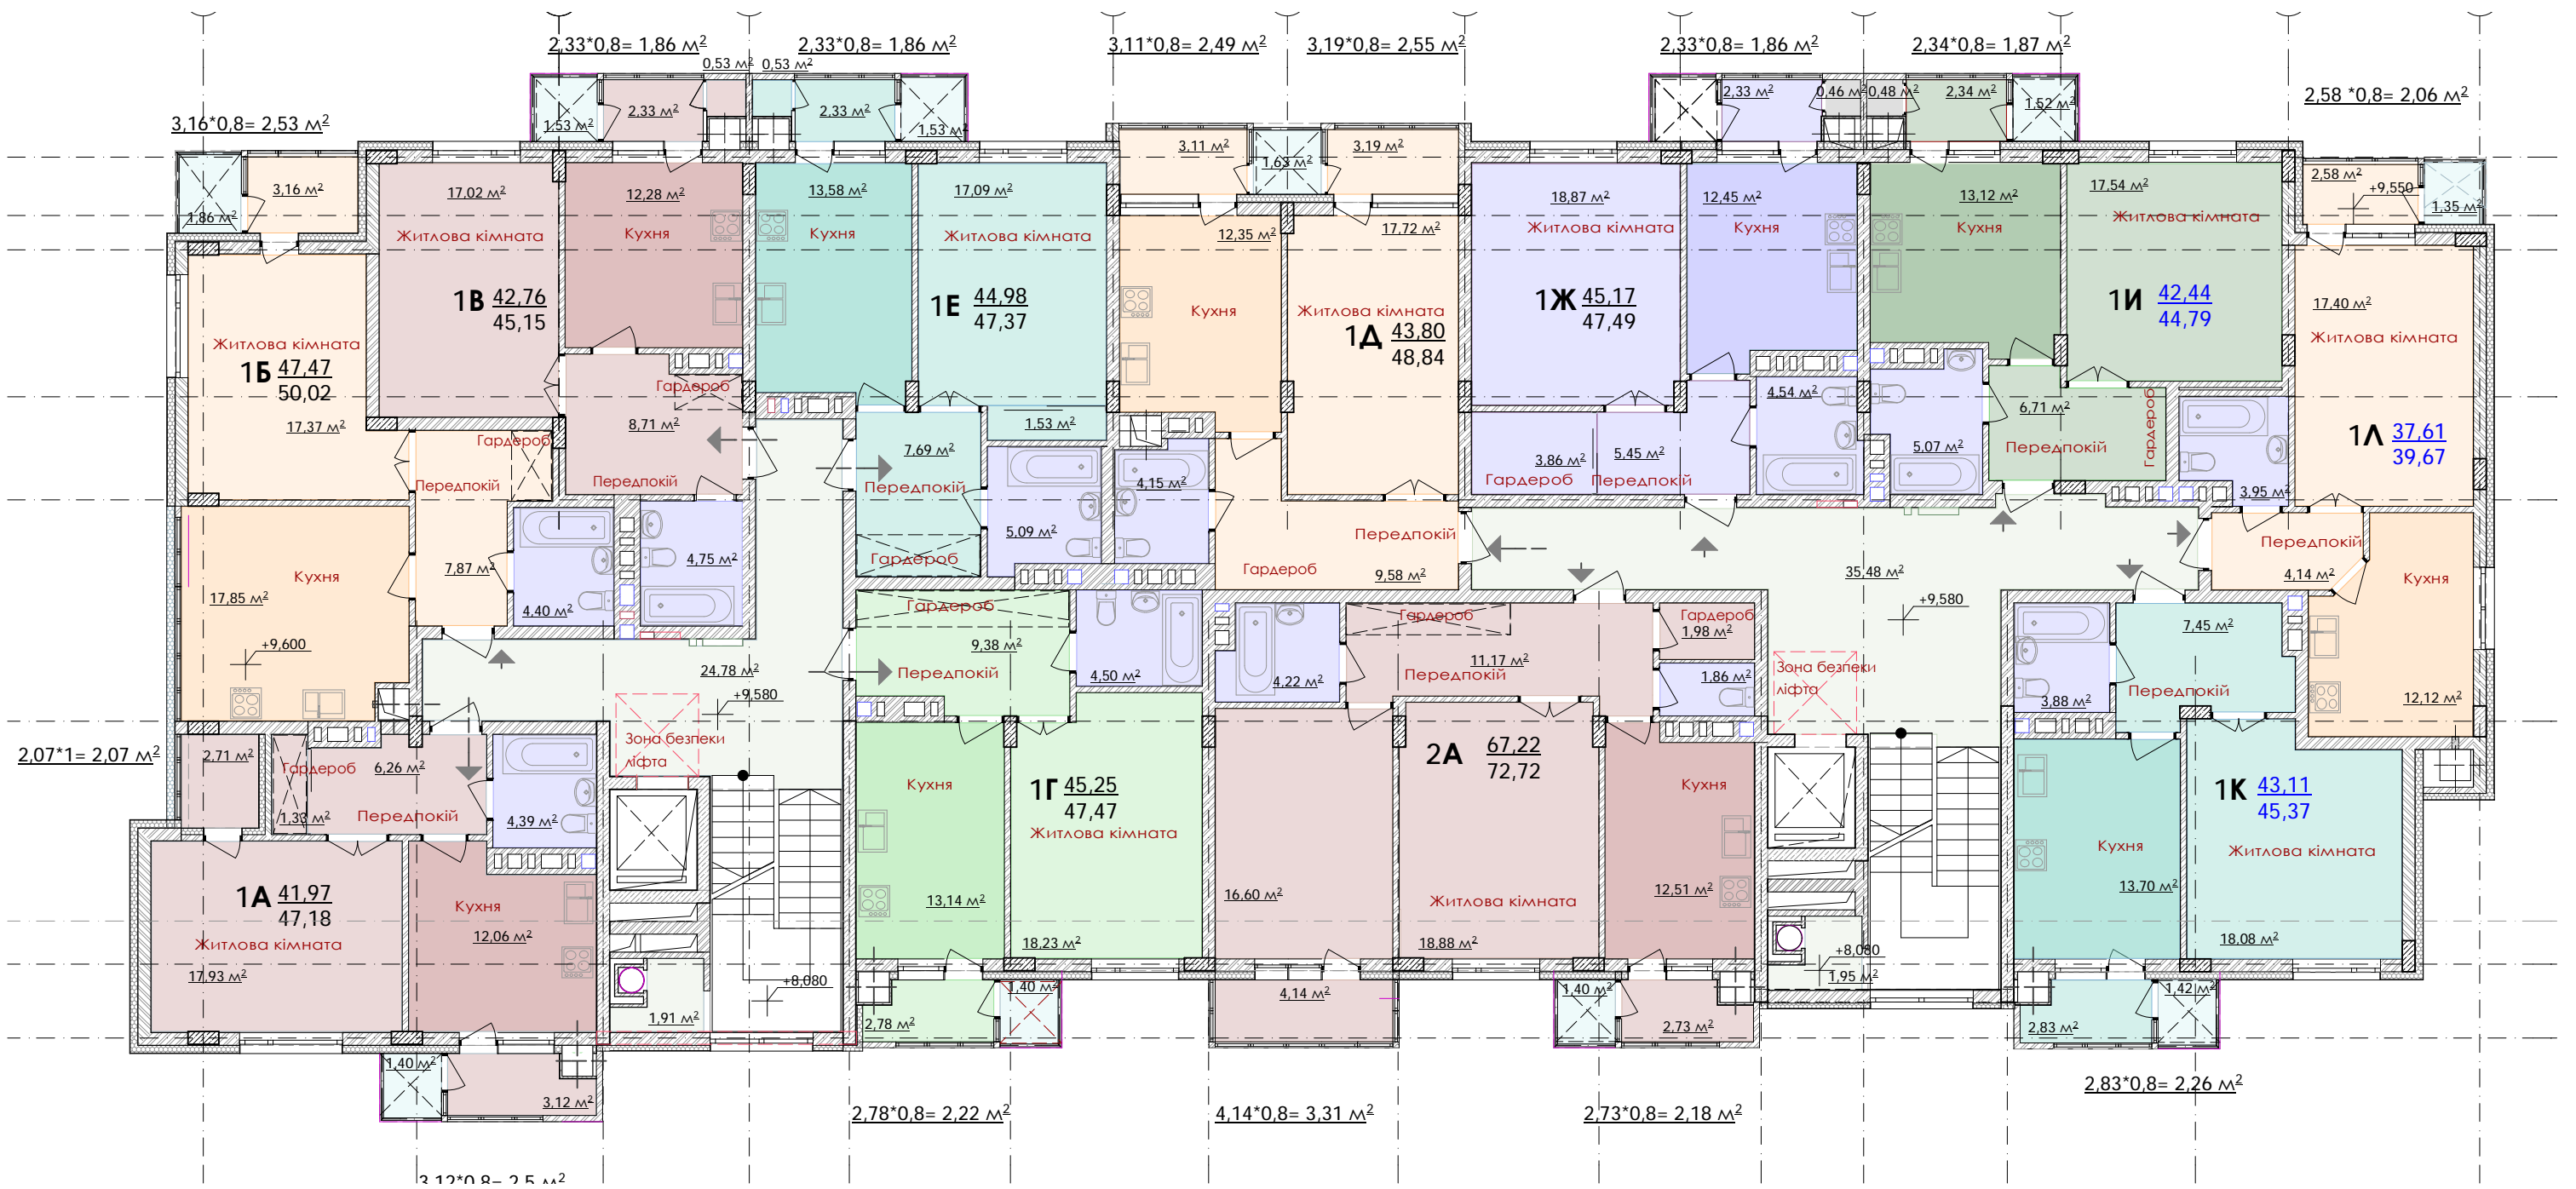 2,33*0,8= 1,86 м²
2,33*0,8= 1,86 м²
3,11*0,8= 2,49 м²
3,19*0,8= 2,55 м²
2,33*0,8= 1,86 м²
2,34*0,8= 1,87 м²
0,53 м²
0,53 м²
3,16*0,8= 2,53 м²
2,58 *0,8= 2,06 м²
1,53 м²
2,33 м²
2,33 м²
1,53 м²
2,33 м²
0,46 м²
0,48 м²
2,34 м²
1,52 м²
3,16 м²
1,86 м²
17,02 м²
Житлова кімната
1В
42,76
45,15
12,28 м²
Кухня
13,58 м²
Кухня
17,09 м²
Житлова кімната
1Е
44,98
47,37
3,11 м²
1,63 м²
3,19 м²
12,35 м²
Кухня
17,72 м²
Житлова кімната
1Д
43,80
48,84
18,87 м²
Житлова кімната
1Ж
45,17
47,49
12,45 м²
Кухня
13,12 м²
Кухня
17,54 м²
Житлова кімната
1И
42,44
44,79
2,58 м²
+9,550
1,35 м²
17,40 м²
Житлова кімната
1Л
37,61
39,67
Житлова кімната
1Б
47,47
50,02
17,37 м²
Гардероб
8,71 м²
Передпокій
Гардероб
Передпокій
7,87 м²
4,40 м²
4,75 м²
7,69 м²
Передпокій
Гардероб
1,53 м²
5,09 м²
4,15 м²
Гардероб
Передпокій
9,58 м²
3,86 м²
Гардероб
5,45 м²
Передпокій
4,54 м²
5,07 м²
6,71 м²
Передпокій
Гардероб
3,95 м²
Передпокій
4,14 м²
Кухня
12,12 м²
Кухня
17,85 м²
+9,600
24,78 м²
+9,580
Зона безпеки
ліфта
Гардероб
9,38 м²
Передпокій
4,50 м²
4,22 м²
Гардероб
11,17 м²
Передпокій
Гардероб
1,98 м²
1,86 м²
35,48 м²
+9,580
Зона безпеки
ліфта
3,88 м²
7,45 м²
Передпокій
2,07*1= 2,07 м²
2,71 м²
Гардероб
1,33 м²
6,26 м²
Передпокій
4,39 м²
1А
41,97
47,18
Житлова кімната
17,93 м²
Кухня
12,06 м²
1,91 м²
+8,080
Кухня
13,14 м²
1Г
45,25
47,47
Житлова кімната
18,23 м²
16,60 м²
2А
67,22
72,72
Житлова кімната
18,88 м²
Кухня
12,51 м²
+8,080
1,95 м²
Кухня
13,70 м²
1К
43,11
45,37
Житлова кімната
18,08 м²
1,40 м²
3,12 м²
2,78 м²
1,40 м²
4,14 м²
1,40 м²
2,73 м²
2,83 м²
1,42 м²
2,78*0,8= 2,22 м²
4,14*0,8= 3,31 м²
2,73*0,8= 2,18 м²
2,83*0,8= 2,26 м²
3,12*0,8= 2,5 м²